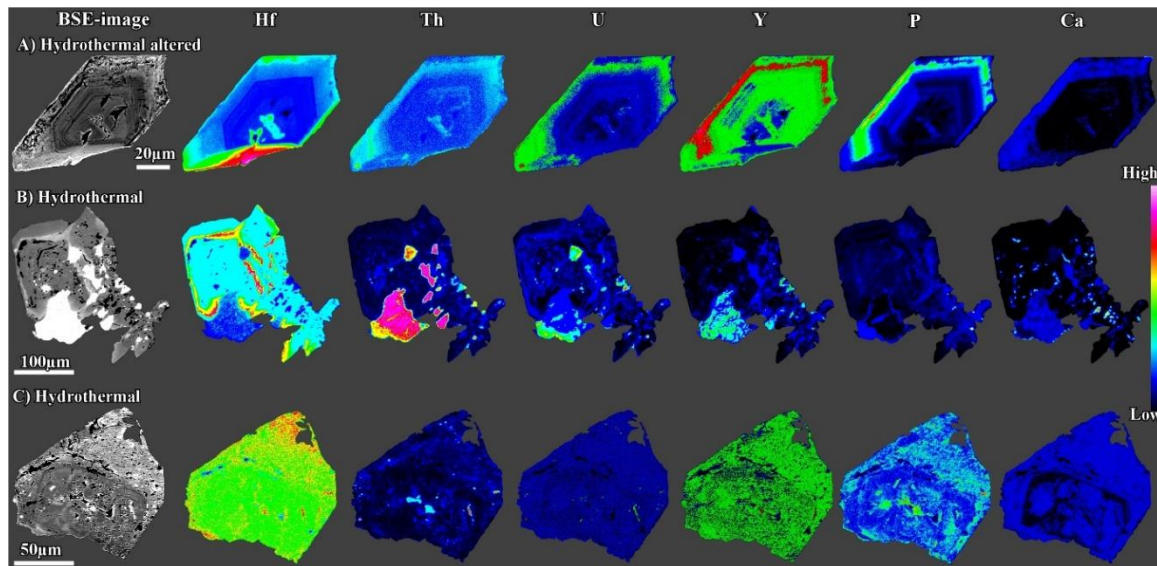 BSE-image Hf Th U Y P Ca
A) Hydrothermal altered
20µm
High
B) Hydrothermal
100µm
C) Hydrothermal
Low
50µm